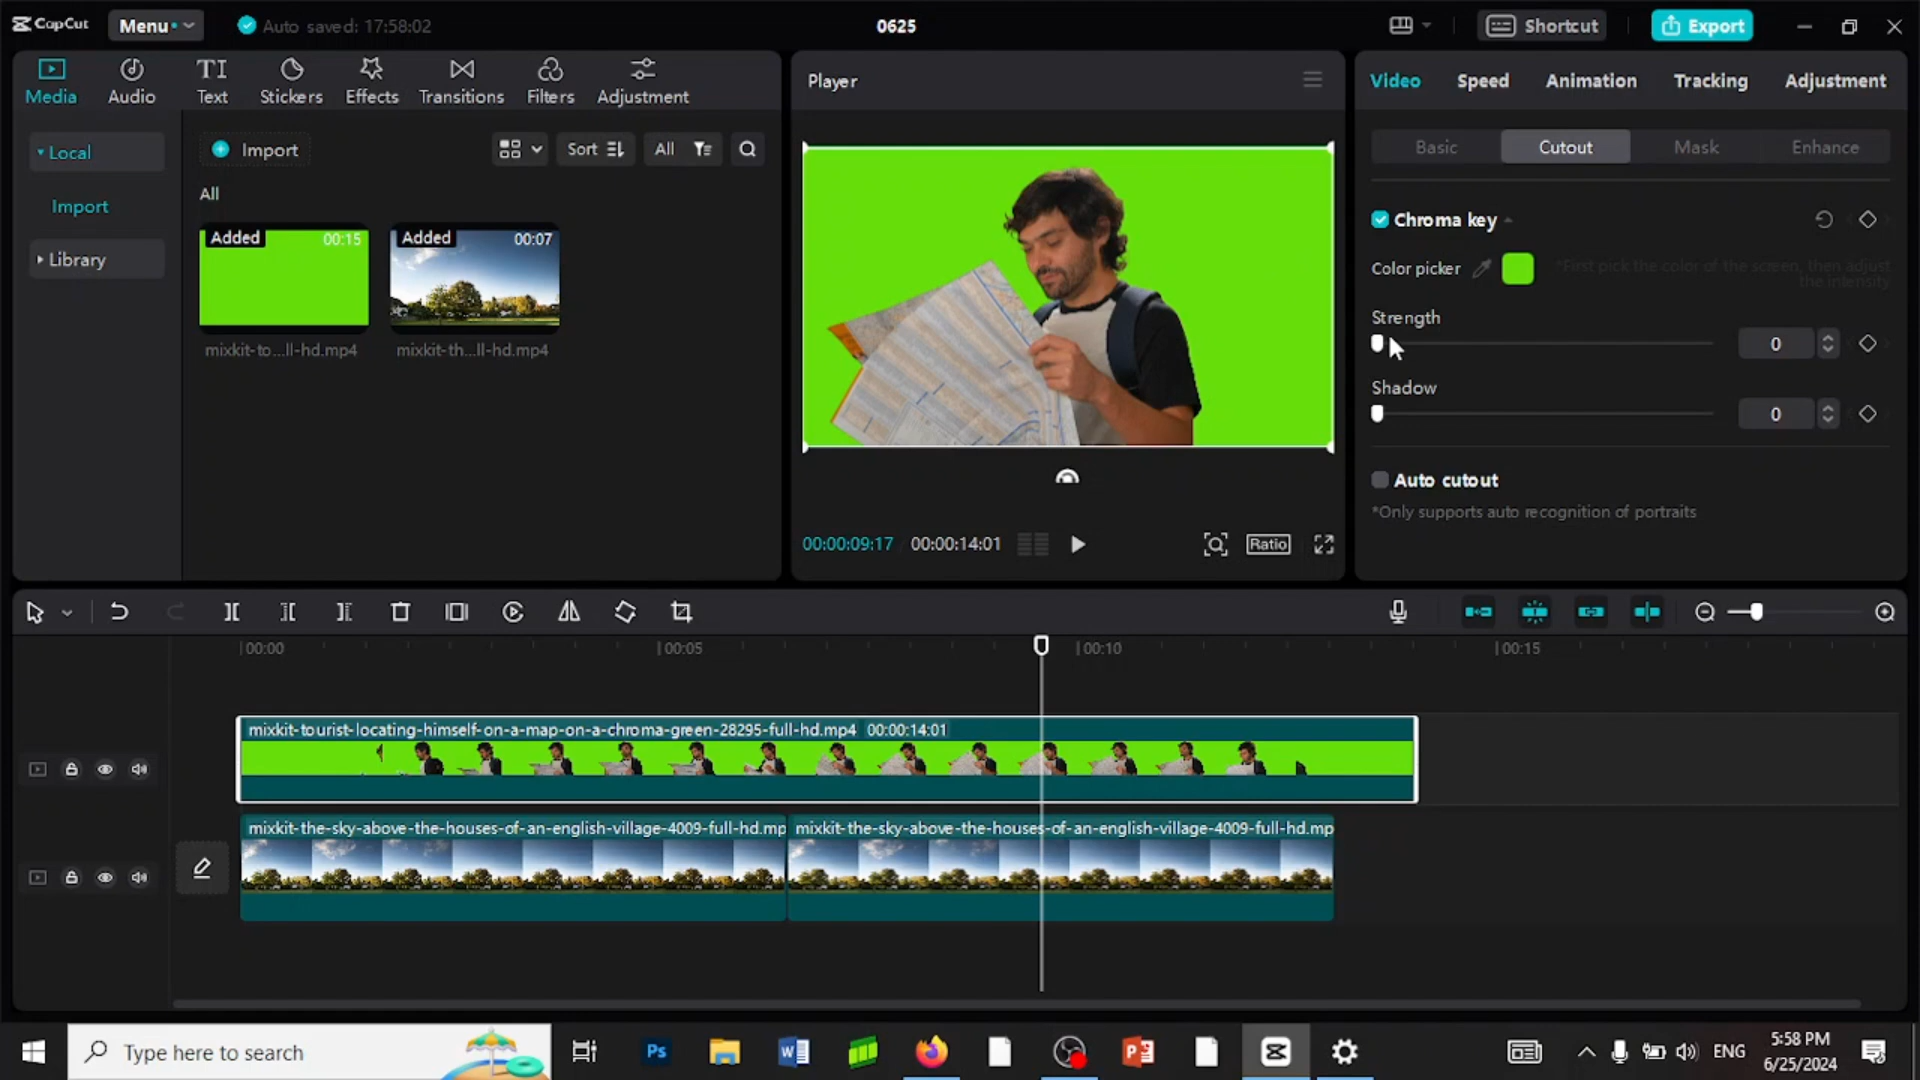 CapCut
Menu
Auto saved: 17:58:02
0625
Shortcut
Export
Media
Audio
TI
Text
Stickers
Effects
Transitions
Filters
Adjustment
Local
Import
Library
Import
Sort
All
All
Added
00:15
Added
00:07
mixkit-to...ll-hd.mp4
mixkit-th...ll-hd.mp4
Player
00:00:09:17
00:00:14:01
Ratio
Video
Speed
Animation
Tracking
Adjustment
Basic
Cutout
Mask
Enhance
Chroma key
Color picker
*First pick the color of the screen, then adjust
the intensity
Strength
0
Shadow
0
Auto cutout
*Only supports auto recognition of portraits
00:00
00:05
00:10
00:15
mixkit-tourist-locating-himself-on-a-map-on-a-chroma-green-28295-full-hd.mp4 00:00:14:01
mixkit-the-sky-above-the-houses-of-an-english-village-4009-full-hd.mp
mixkit-the-sky-above-the-houses-of-an-english-village-4009-full-hd.mp
Type here to search
Ps
ENG
5:58 PM
6/25/2024